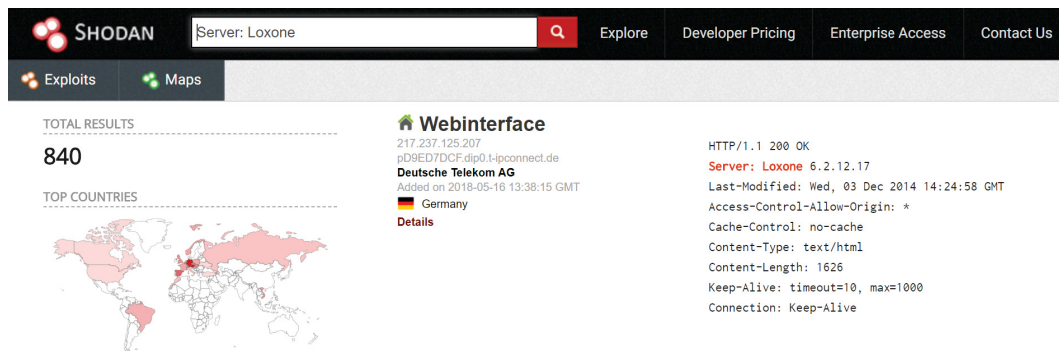 SHODAN
Server: Loxone
Explore
Developer Pricing
Enterprise Access
Contact Us
Exploits
Maps
TOTAL RESULTS
840
TOP COUNTRIES
Webinterface
217.237.125.207
pD9ED7DCF.dip0.t-ipconnect.de
Deutsche Telekom AG
Added on 2018-05-16 13:38:15 GMT
Germany
Details
HTTP/1.1 200 OK
Server: Loxone 6.2.12.17
Last-Modified: Wed, 03 Dec 2014 14:24:58 GMT
Access-Control-Allow-Origin: *
Cache-Control: no-cache
Content-Type: text/html
Content-Length: 1626
Keep-Alive: timeout=10, max=1000
Connection: Keep-Alive